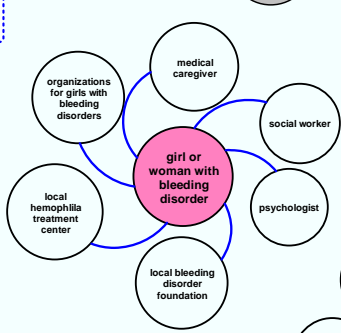 medical
caregiver
organizations
for girls with
bleeding
disorders
social worker
girl or
woman with
bleeding
disorder
local
hemophlila
treatment
center
psychologist
local bleeding
disorder
foundation